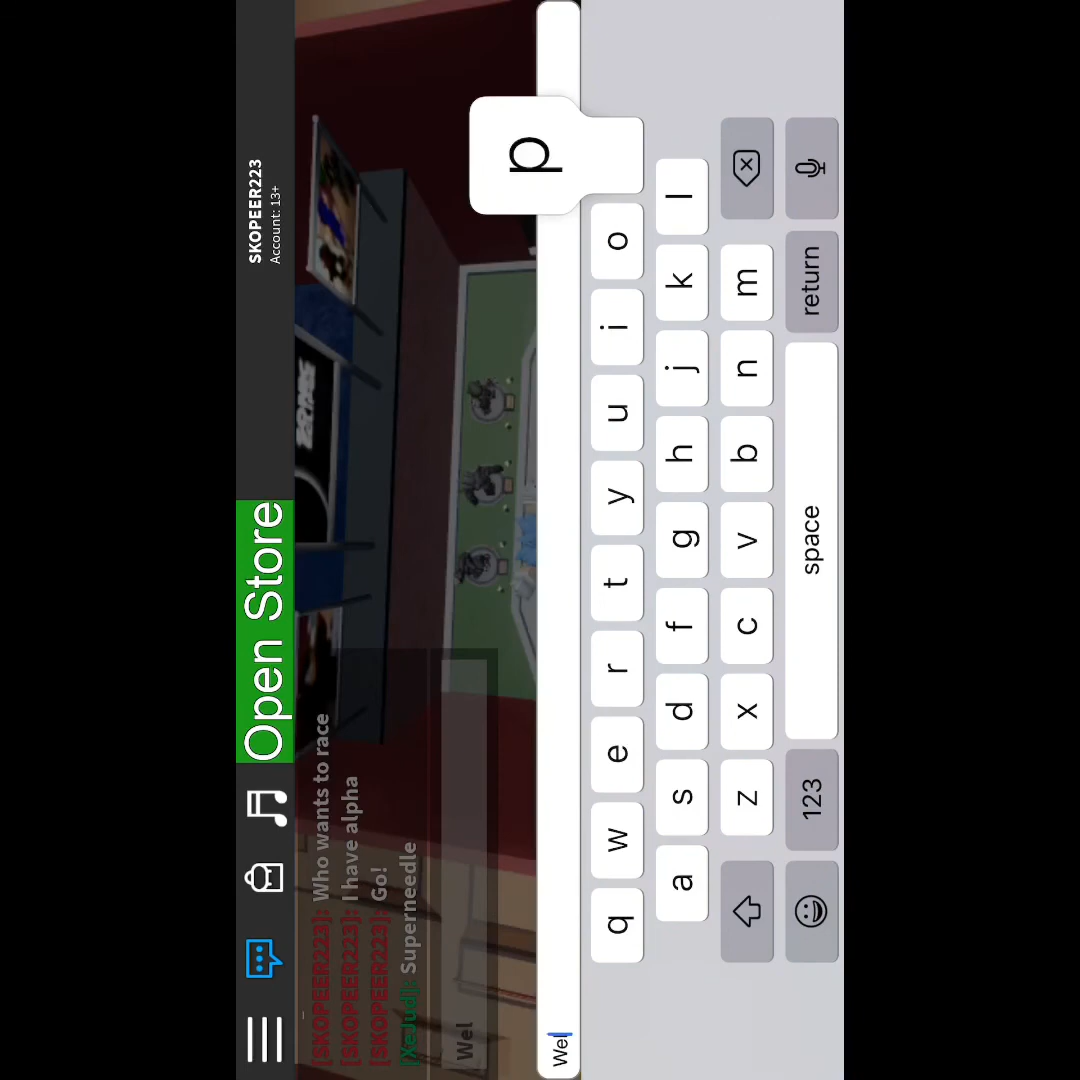 SKOPEER223
Account: 13+
Open Store
[SKOPEER223]: Who wants to race
[SKOPEER223]: I have alpha
[SKOPEER223]: Go!
[XeJud]: Superneedle
Wel
Wel
p
q w e r t y u i o
a s d f g h j k l
z x c v b n m
123 space return